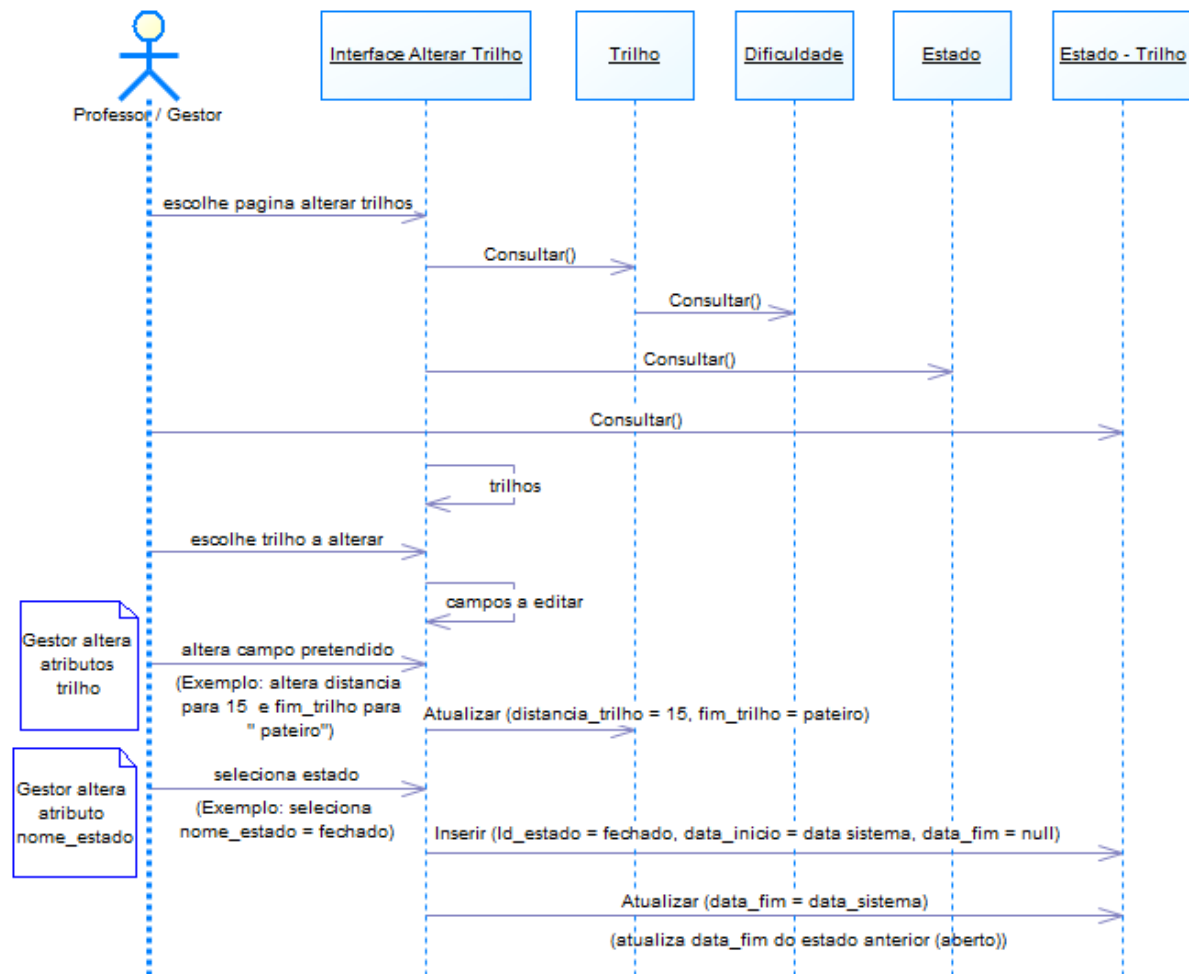 Interface Alterar Trilho
Trilho
Dificuldade
Estado
Estado - Trilho
Professor / Gestor
escolhe pagina alterar trilhos
Consultar()
Consultar()
Consultar()
Consultar()
trilhos
escolhe trilho a alterar
campos a editar
Gestor altera
atributos
trilho
altera campo pretendido
(Exemplo: altera distancia
para 15 e fim_trilho para
" pateiro")
Atualizar (distancia_trilho = 15, fim_trilho = pateiro)
Gestor altera
atributo
nome_estado
seleciona estado
(Exemplo: seleciona
nome_estado = fechado)
Inserir (Id_estado = fechado, data_inicio = data sistema, data_fim = null)
Atualizar (data_fim = data_sistema)
(atualiza data_fim do estado anterior (aberto))